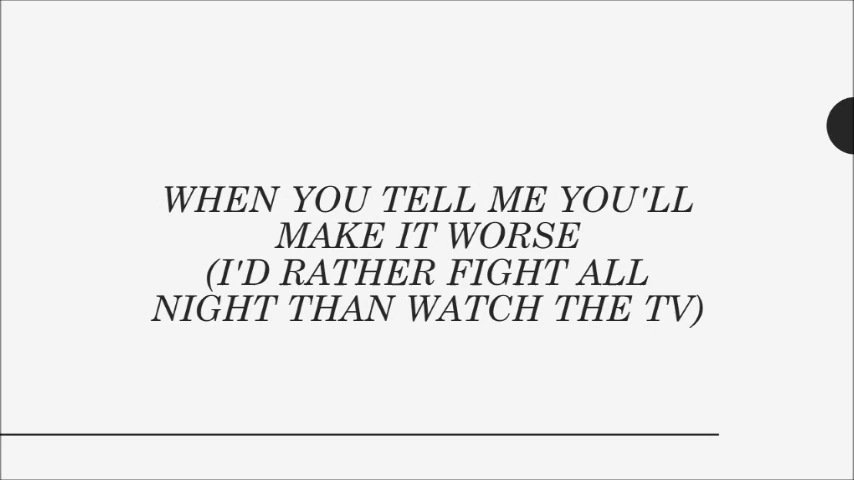 WHEN YOU TELL ME YOU'LL
MAKE IT WORSE
(I'D RATHER FIGHT ALL
NIGHT THAN WATCH THE TV)